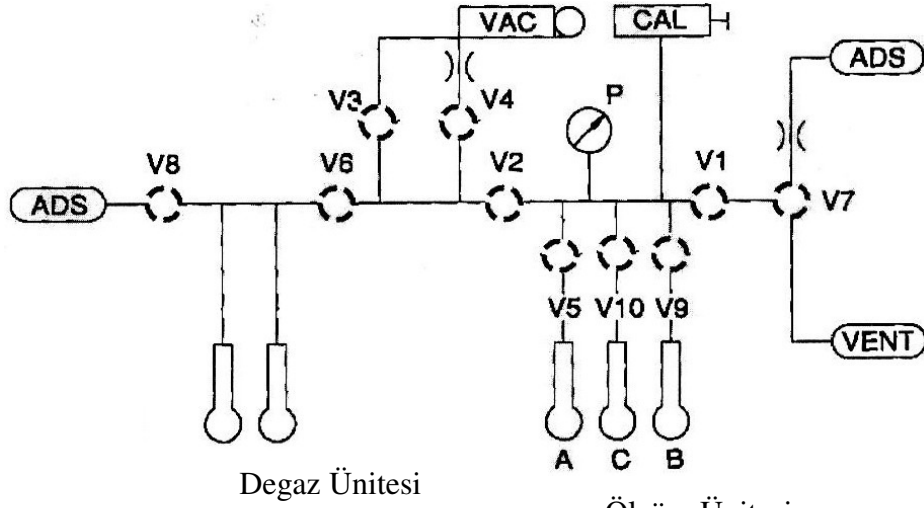 VAC
CAL
ADS
V3
V4
P
V8
V6
V2
V1
ADS
V7
V5
V10
V9
VENT
A
C
B
Degaz Ünitesi